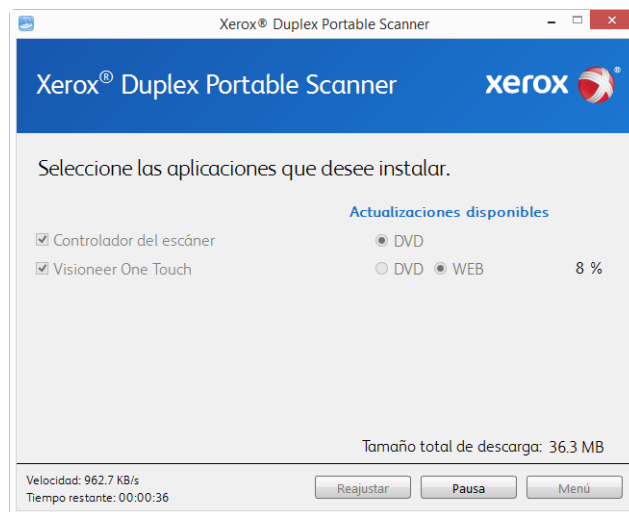 Xerox® Duplex Portable Scanner
Xerox® Duplex Portable Scanner
xerox ®
Seleccione las aplicaciones que desee instalar.
Actualizaciones disponibles
Controlador del escáner DVD
Visioneer One Touch DVD WEB 8 %
Tamaño total de descarga: 36.3 MB
Velocidad: 962.7 KB/s
Tiempo restante: 00:00:36
Reajustar Pausa Menú